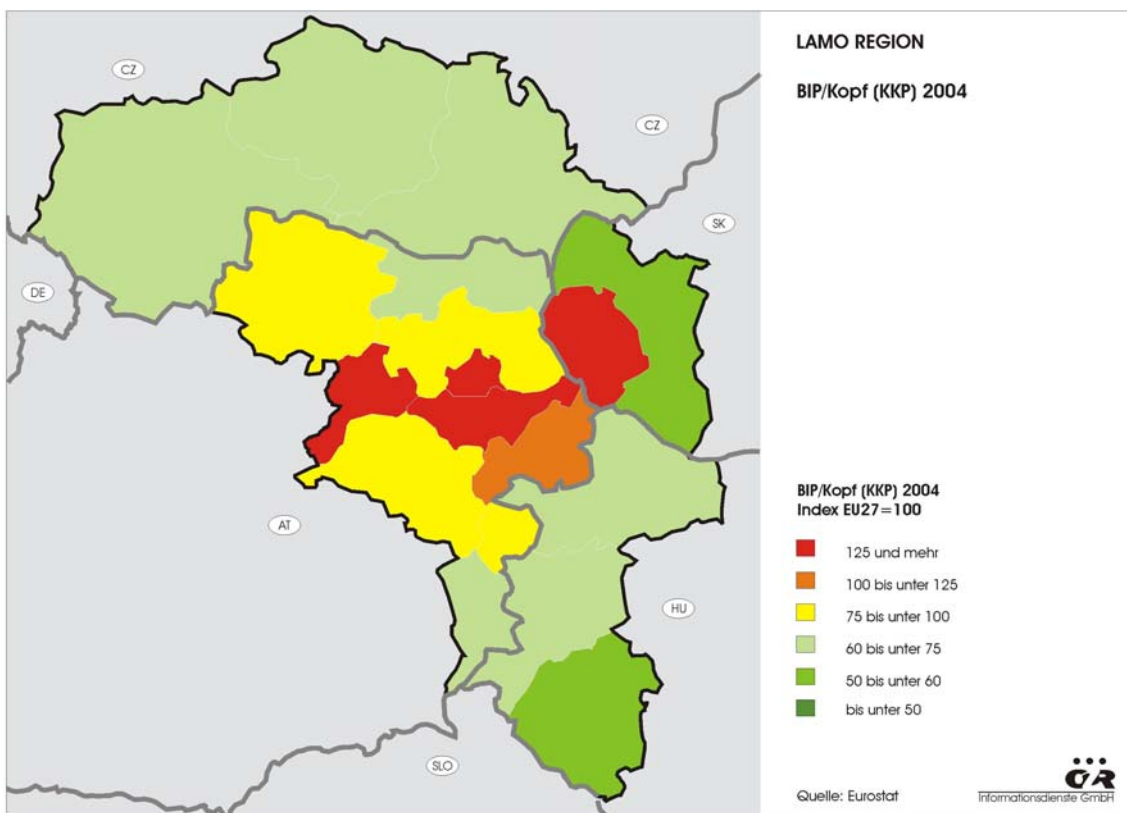 LAMO REGION
BIP/Kopf (KKP) 2004
CZ
CZ
SK
DE
AT
HU
SLO
BIP/Kopf (KKP) 2004
Index EU27=100
125 und mehr
100 bis unter 125
75 bis unter 100
60 bis unter 75
50 bis unter 60
bis unter 50
Quelle: Eurostat
ÖIR
Informationsdienste GmbH